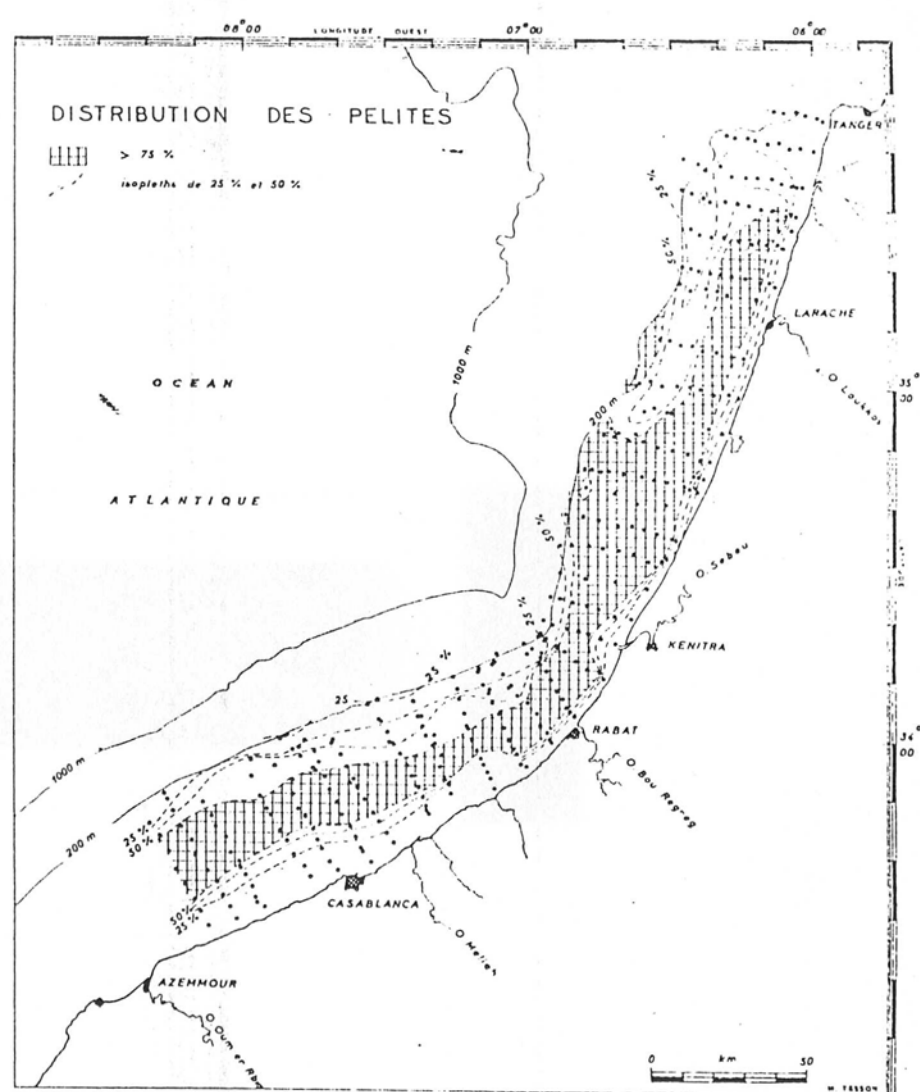 08°00 LONGITUDE OUEST 07°00 06°00
DISTRIBUTION DES PELITES
> 75 %
isopleths de 25 % et 50 %
TANGER
25 %
50 %
LARACHE
O Loukkos
1000 m
OCEAN
35°
00
200 m
ATLANTIQUE
50 %
O. Sebou
25 %
KENITRA
25 %
25
RABAT
34°
00
1000 m
O Bou Regreg
200 m
25 %
50 %
CASABLANCA
50 %
25 %
O Mellah
AZEMMOUR
O Oum er Rbia
0 km 50
M. TESSON